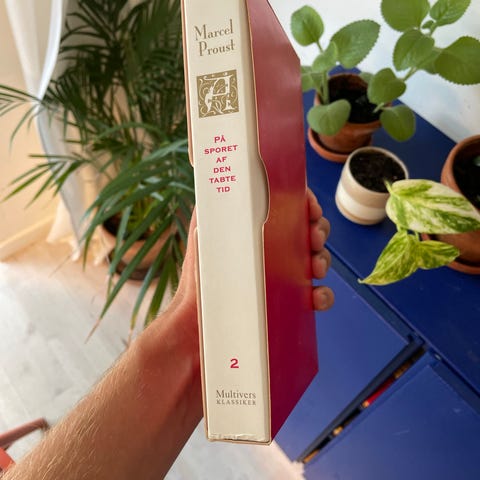 Marcel
Proust
PÅ
SPORET
AF
DEN
TABTE
TID
2
Multivers
KLASSIKER